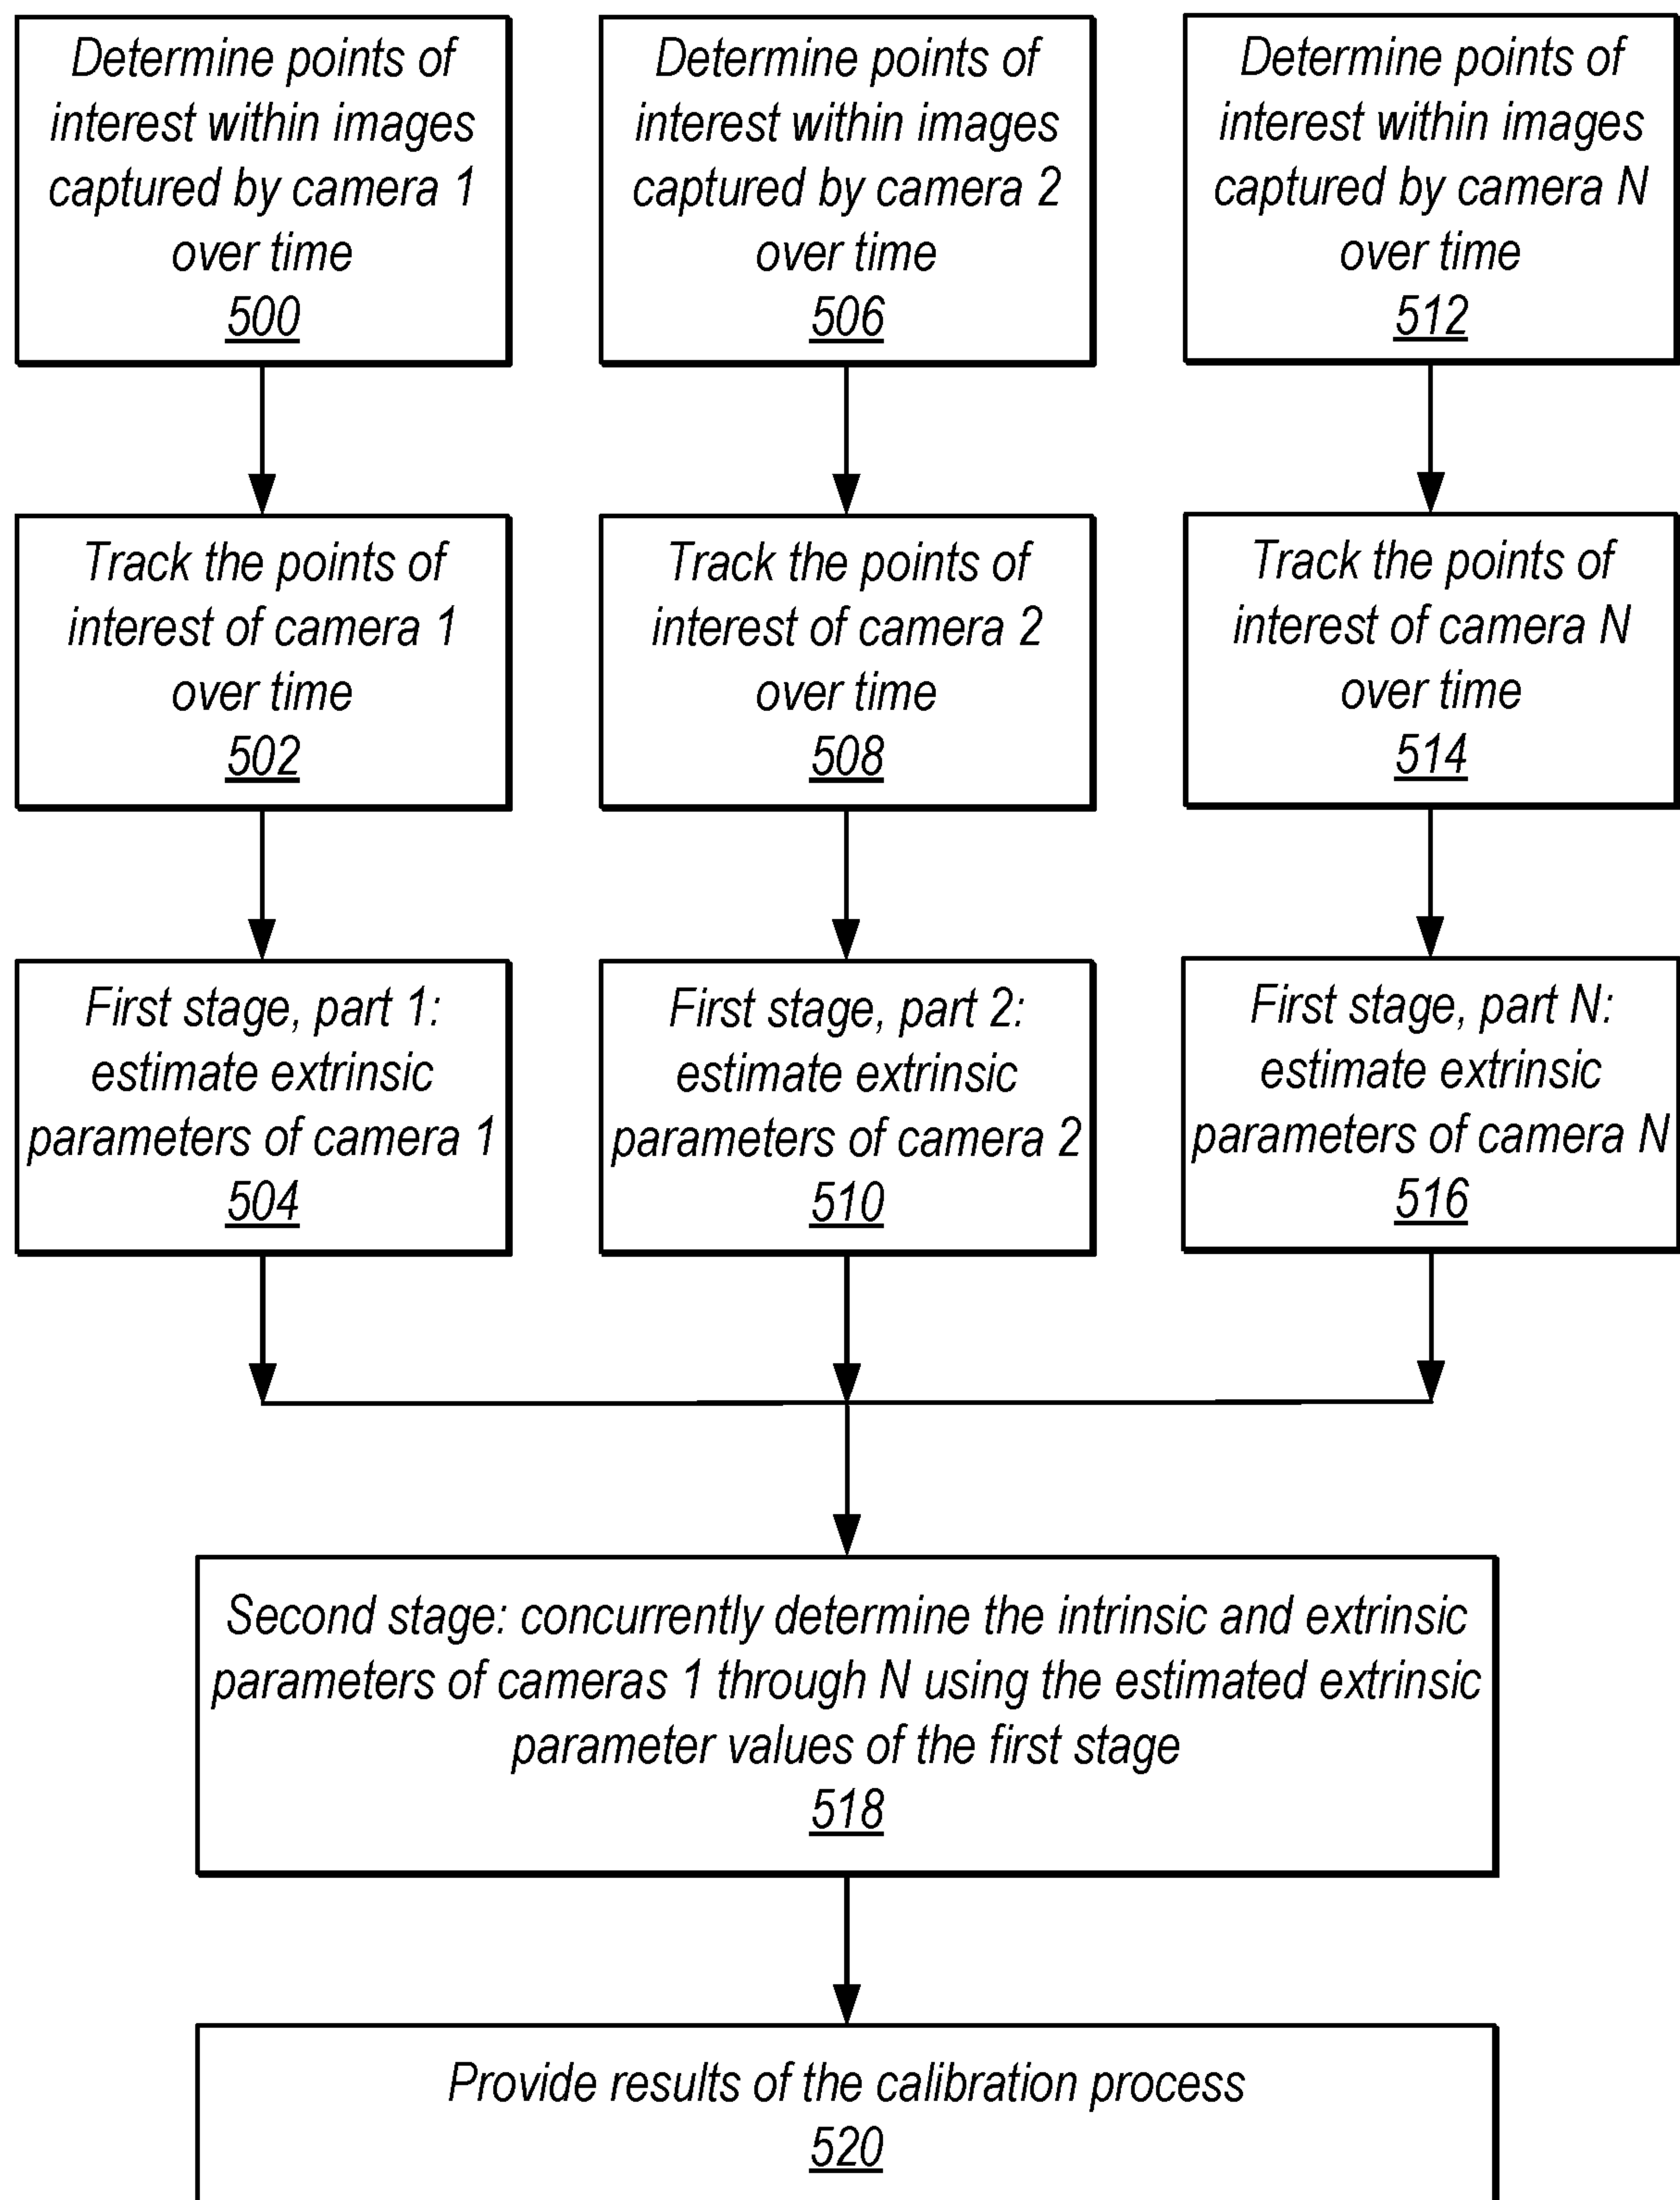 Determine points of
interest within images
captured by camera 1
over time
500
Determine points of
interest within images
captured by camera 2
over time
506
Determine points of
interest within images
captured by camera N
over time
512
Track the points of
interest of camera 1
over time
502
Track the points of
interest of camera 2
over time
508
Track the points of
interest of camera N
over time
514
First stage, part 1:
estimate extrinsic
parameters of camera 1
504
First stage, part 2:
estimate extrinsic
parameters of camera 2
510
First stage, part N:
estimate extrinsic
parameters of camera N
516
Second stage: concurrently determine the intrinsic and extrinsic
parameters of cameras 1 through N using the estimated extrinsic
parameter values of the first stage
518
Provide results of the calibration process
520